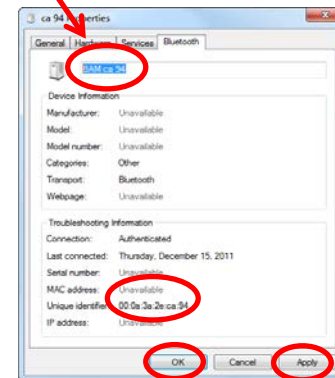 ca 94 Properties
General Hardware Services Bluetooth
BAM ca 94
Device Information
Manufacturer: Unavailable
Model: Unavailable
Model number: Unavailable
Categories: Other
Transport: Bluetooth
Webpage: Unavailable
Troubleshooting Information
Connection: Authenticated
Last connected: Thursday, December 15, 2011
Serial number: Unavailable
MAC address: Unavailable
Unique identifier: 00:0a:3a:2e:ca:94
IP address: Unavailable
OK Cancel Apply